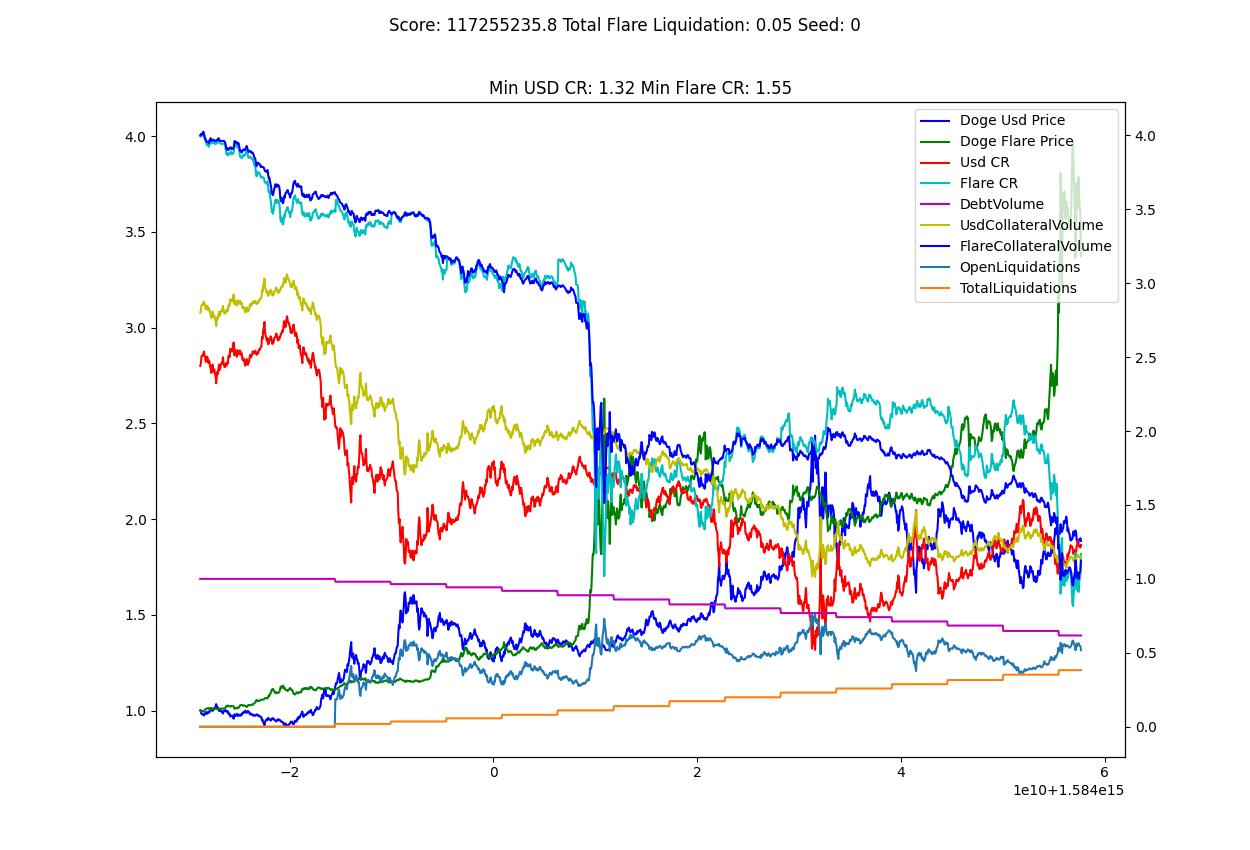 Score: 117255235.8 Total Flare Liquidation: 0.05 Seed: 0
Min USD CR: 1.32 Min Flare CR: 1.55
4.0
3.5
3.0
2.5
2.0
1.5
1.0
Doge Usd Price
Doge Flare Price
Usd CR
Flare CR
DebtVolume
UsdCollateralVolume
FlareCollateralVolume
OpenLiquidations
TotalLiquidations
4.0
3.5
3.0
2.5
2.0
1.5
1.0
0.5
0.0
−2
0
2
4
6
1e10+1.584e15